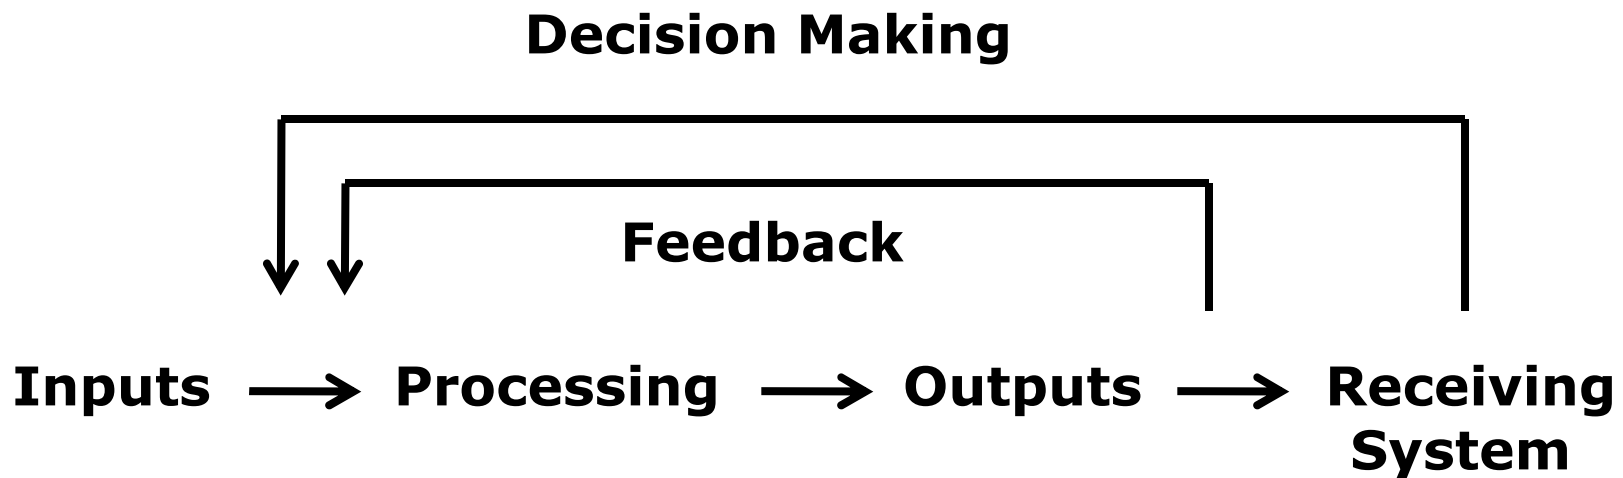 Decision Making
Feedback
Inputs Processing Outputs Receiving
System